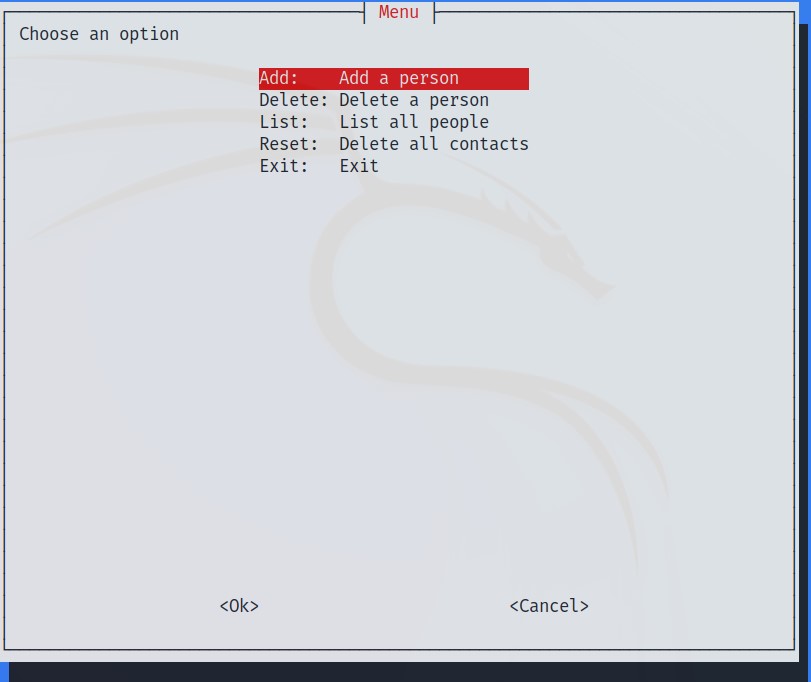 Menu
Choose an option
Add:    Add a person
Delete: Delete a person
List:   List all people
Reset:  Delete all contacts
Exit:   Exit
<Ok>    <Cancel>